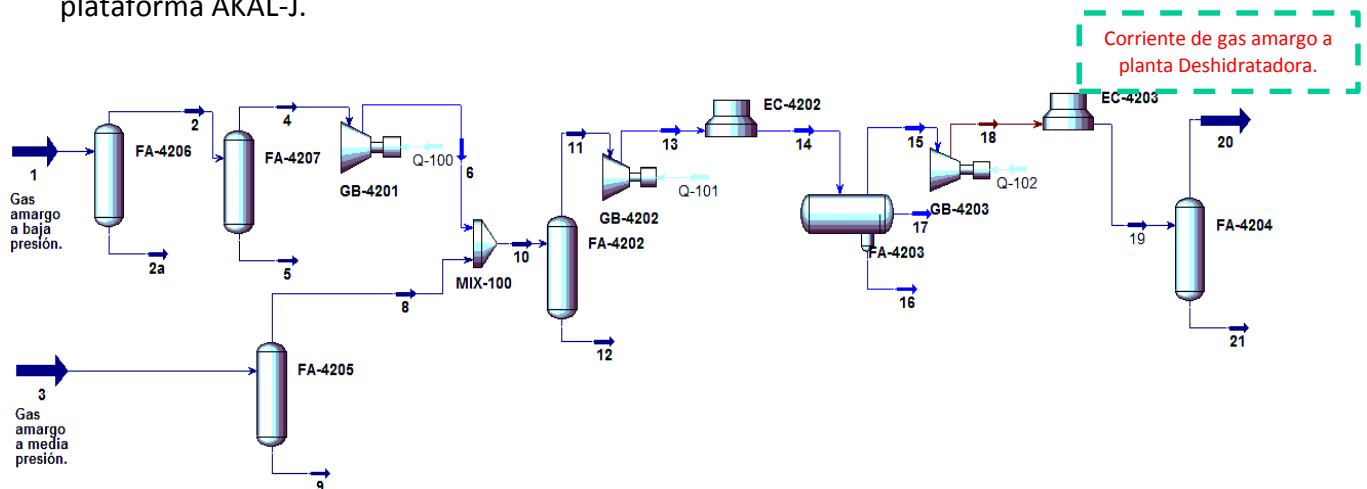 plataforma AKAL-J.
Corriente de gas amargo a
planta Deshidratadora.
EC-4202
EC-4203
2
4
11
13
14
15
18
20
FA-4206
FA-4207
Q-100
6
1
GB-4201
Q-101
Q-102
GB-4202
GB-4203
17
FA-4202
FA-4203
19
FA-4204
Gas
amargo
a baja
presión.
2a
5
MIX-100
10
8
16
12
21
FA-4205
3
Gas
amargo
a media
presión.
9